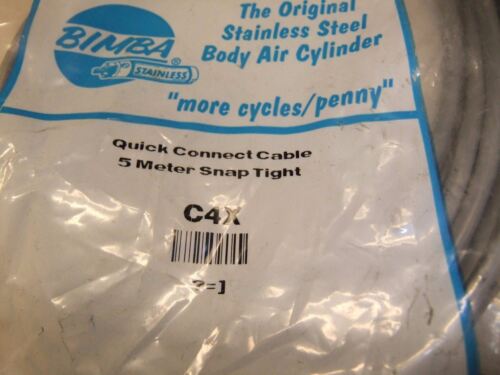 BIMBA
STAINLESS
®
The Original
Stainless Steel
Body Air Cylinder
"more cycles/penny"
Quick Connect Cable
5 Meter Snap Tight
C4X